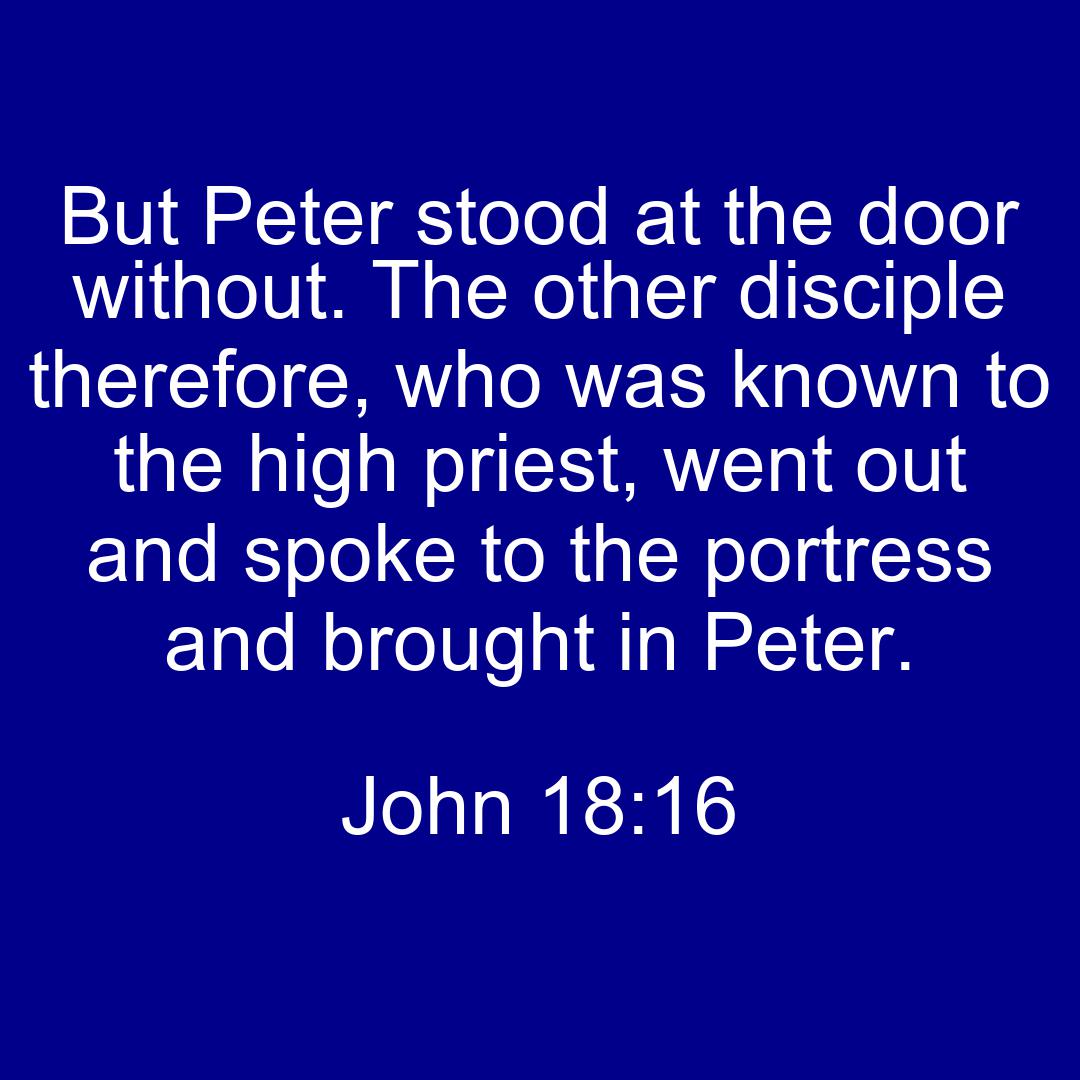 But Peter stood at the door
without. The other disciple
therefore, who was known to
the high priest, went out
and spoke to the portress
and brought in Peter.
John 18:16